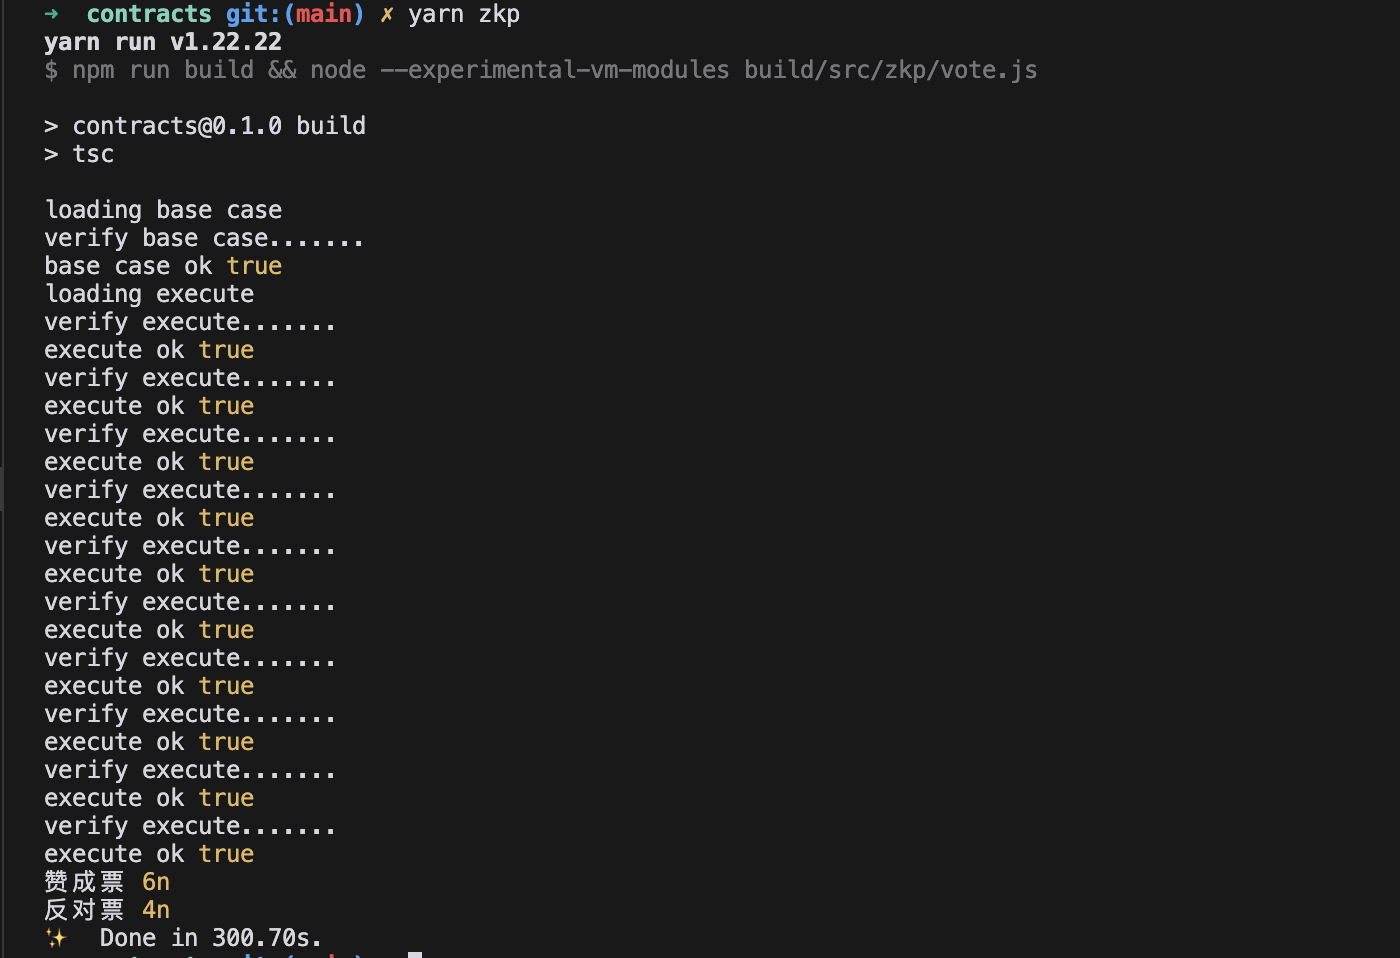 ➜  contracts git:(main) ✗ yarn zkp
yarn run v1.22.22
$ npm run build && node --experimental-vm-modules build/src/zkp/vote.js
> contracts@0.1.0 build
> tsc
loading base case
verify base case.......
base case ok true
loading execute
verify execute.......
execute ok true
verify execute.......
execute ok true
verify execute.......
execute ok true
verify execute.......
execute ok true
verify execute.......
execute ok true
verify execute.......
execute ok true
verify execute.......
execute ok true
verify execute.......
execute ok true
verify execute.......
execute ok true
verify execute.......
execute ok true
赞成票 6n
反对票 4n
✨  Done in 300.70s.